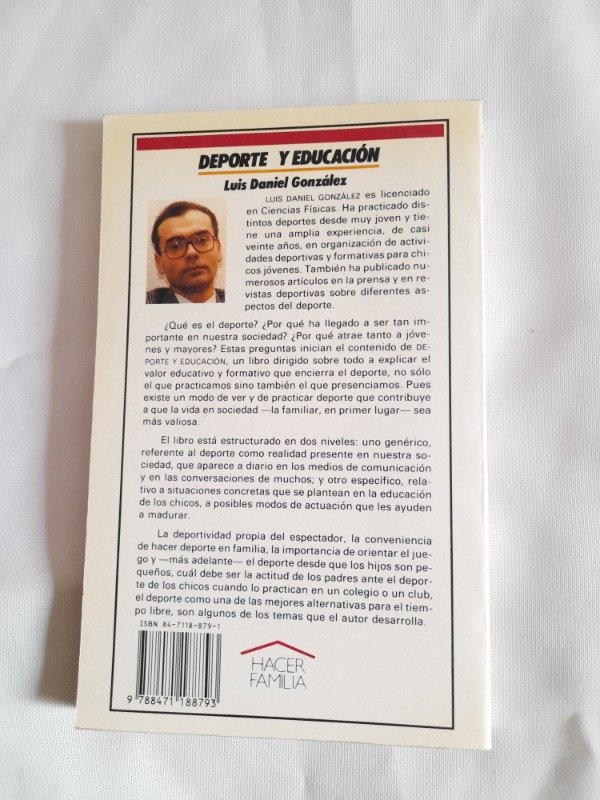 DEPORTE Y EDUCACIÓN
Luis Daniel González
LUIS DANIEL GONZÁLEZ es licenciado
en Ciencias Físicas. Ha practicado dis-
tintos deportes desde muy joven y tie-
ne una amplia experiencia, de casi
veinte años, en organización de activi-
dades deportivas y formativas para chi-
cos jóvenes. También ha publicado nu-
merosos artículos en la prensa y en re-
vistas deportivas sobre diferentes as-
pectos del deporte.
¿Qué es el deporte? ¿Por qué ha llegado a ser tan im-
portante en nuestra sociedad? ¿Por qué atrae tanto a jóve-
nes y mayores? Estas preguntas inician el contenido de DE-
PORTE Y EDUCACIÓN, un libro dirigido sobre todo a explicar el
valor educativo y formativo que encierra el deporte, no sólo
el que practicamos sino también el que presenciamos. Pues
existe un modo de ver y de practicar deporte que contribuye
a que la vida en sociedad —la familiar, en primer lugar— sea
más valiosa.
El libro está estructurado en dos niveles: uno genérico,
referente al deporte como realidad presente en nuestra so-
ciedad, que aparece a diario en los medios de comunicación
y en las conversaciones de muchos; y otro específico, rela-
tivo a situaciones concretas que se plantean en la educación
de los chicos, a posibles modos de actuación que les ayuden
a madurar.
La deportividad propia del espectador, la conveniencia
de hacer deporte en familia, la importancia de orientar el jue-
go y —más adelante— el deporte desde que los hijos son pe-
queños, cuál debe ser la actitud de los padres ante el depor-
te de los chicos cuando lo practican en un colegio o un club,
el deporte como una de las mejores alternativas para el tiem-
po libre, son algunos de los temas que el autor desarrolla.
ISBN 84-7118-879-1
9 788471 188793
HACER
FAMILIA